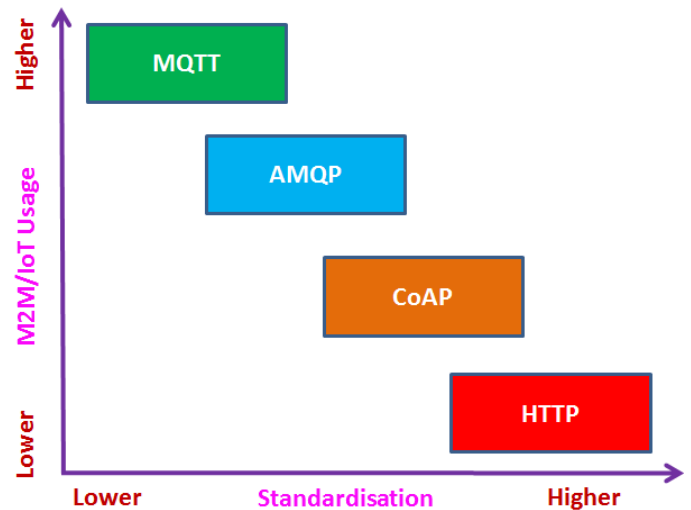 Higher
MQTT
AMQP
M2M/IoT Usage
CoAP
HTTP
Lower
Lower Standardisation Higher